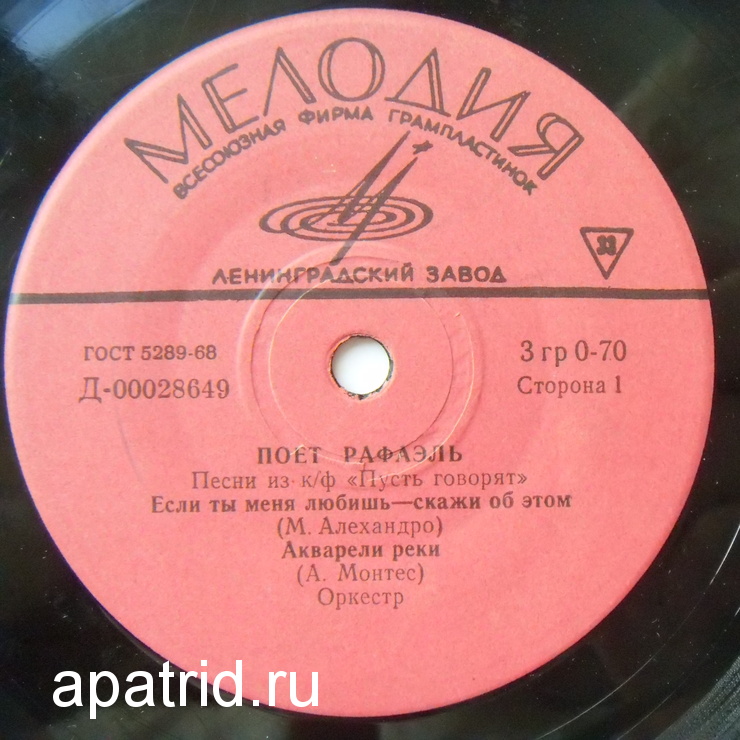 МЕЛОДИЯ
ВСЕСОЮЗНАЯ ФИРМА ГРАМПЛАСТИНОК
ЛЕНИНГРАДСКИЙ ЗАВОД
33
ГОСТ 5289-68
3 гр 0-70
Д-00028649
Сторона 1
ПОЕТ РАФАЭЛЬ
Песни из к/ф «Пусть говорят»
Если ты меня любишь—скажи об этом
(М. Алехандро)
Акварели реки
(А. Монтес)
Оркестр
apatrid.ru